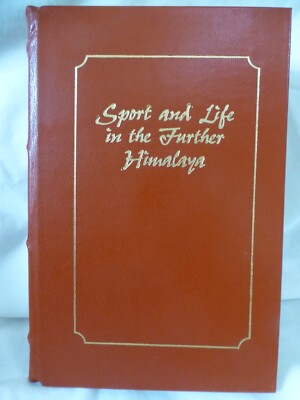 Sport and Life
in the Further
Himalaya